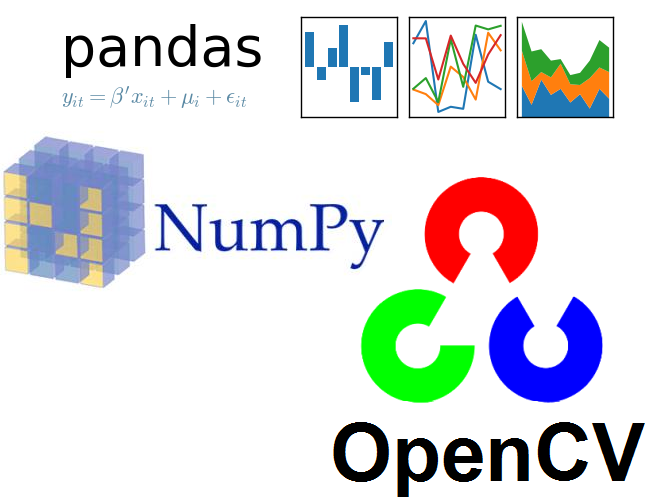 pandas
y_{it} = β'x_{it} + μ_i + ϵ_{it}
NumPy
OpenCV